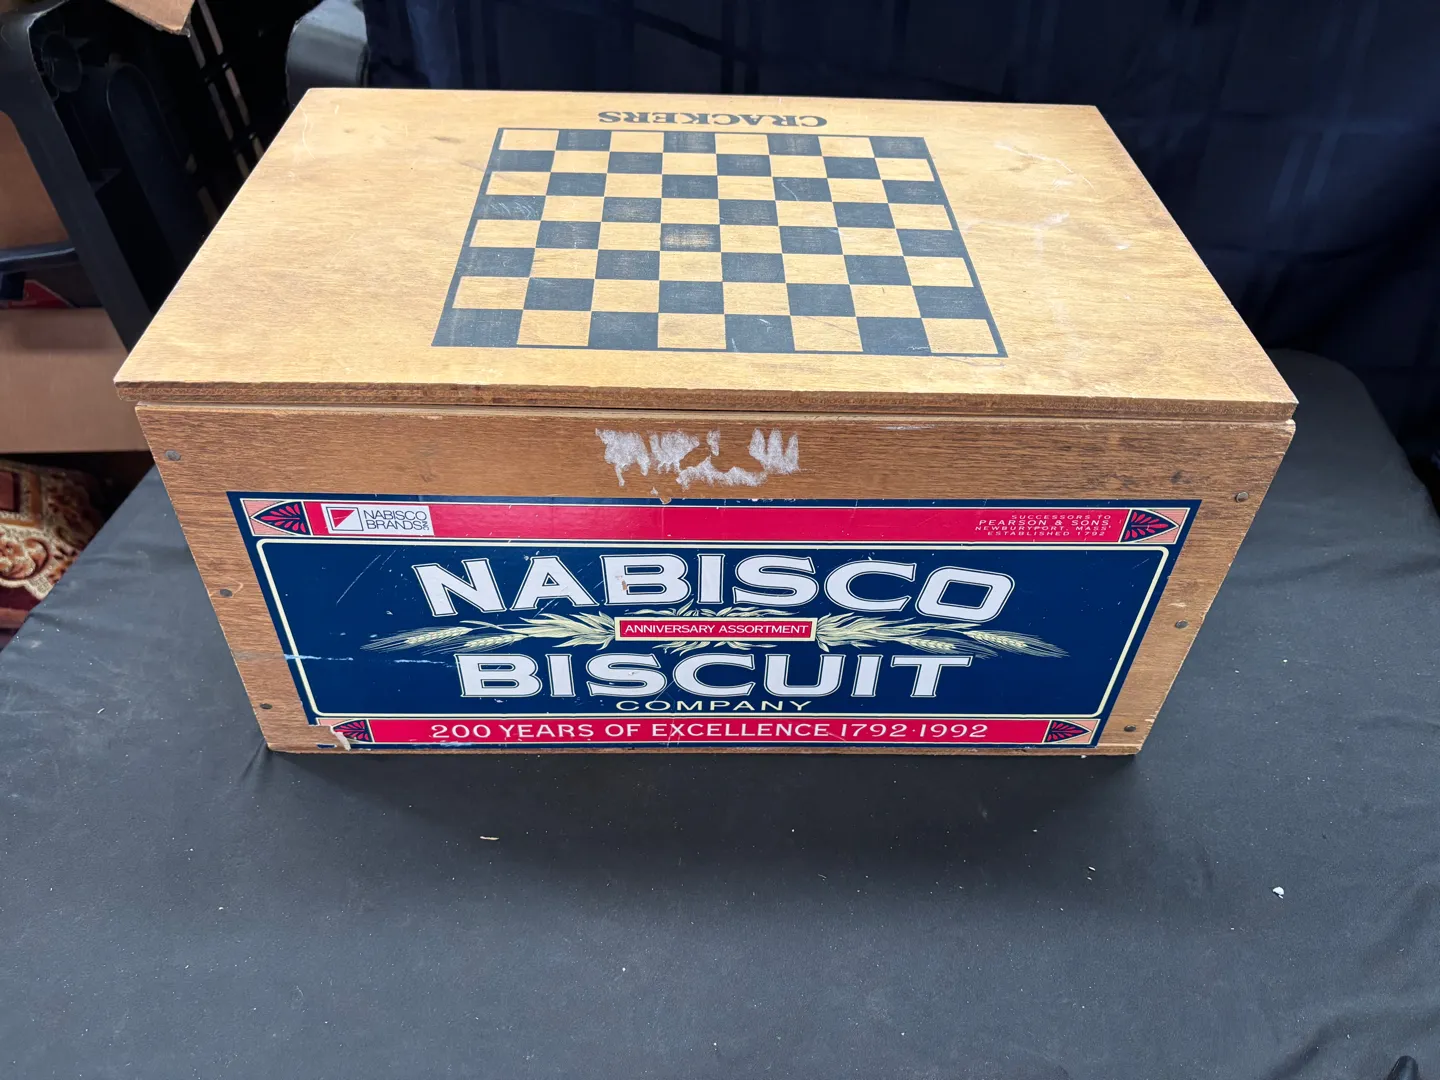 CRACKERS
NABISCO
BRANDS INC
SUCCESSORS TO
PEARSON & SONS
NEWBURYPORT, MASS.
ESTABLISHED 1792
NABISCO
ANNIVERSARY ASSORTMENT
BISCUIT
COMPANY
200 YEARS OF EXCELLENCE 1792·1992